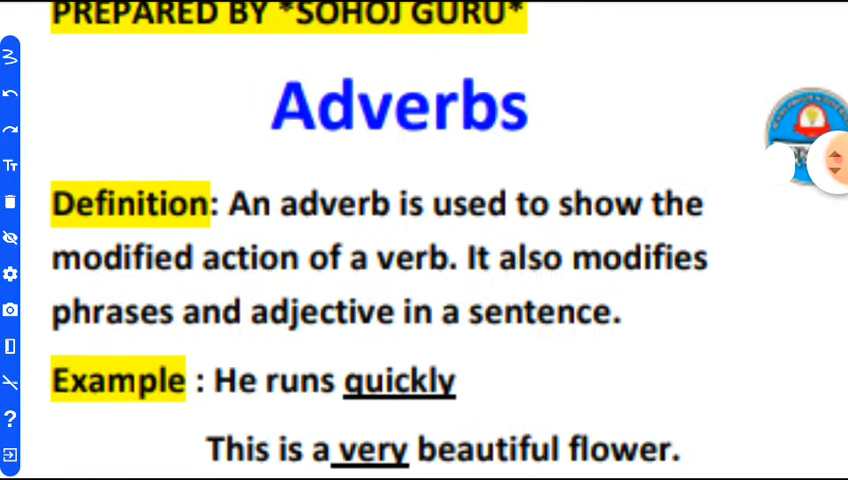 PREPARED BY *SOHOJ GURU*
Adverbs
Definition: An adverb is used to show the
modified action of a verb. It also modifies
phrases and adjective in a sentence.
Example : He runs quickly
This is a very beautiful flower.